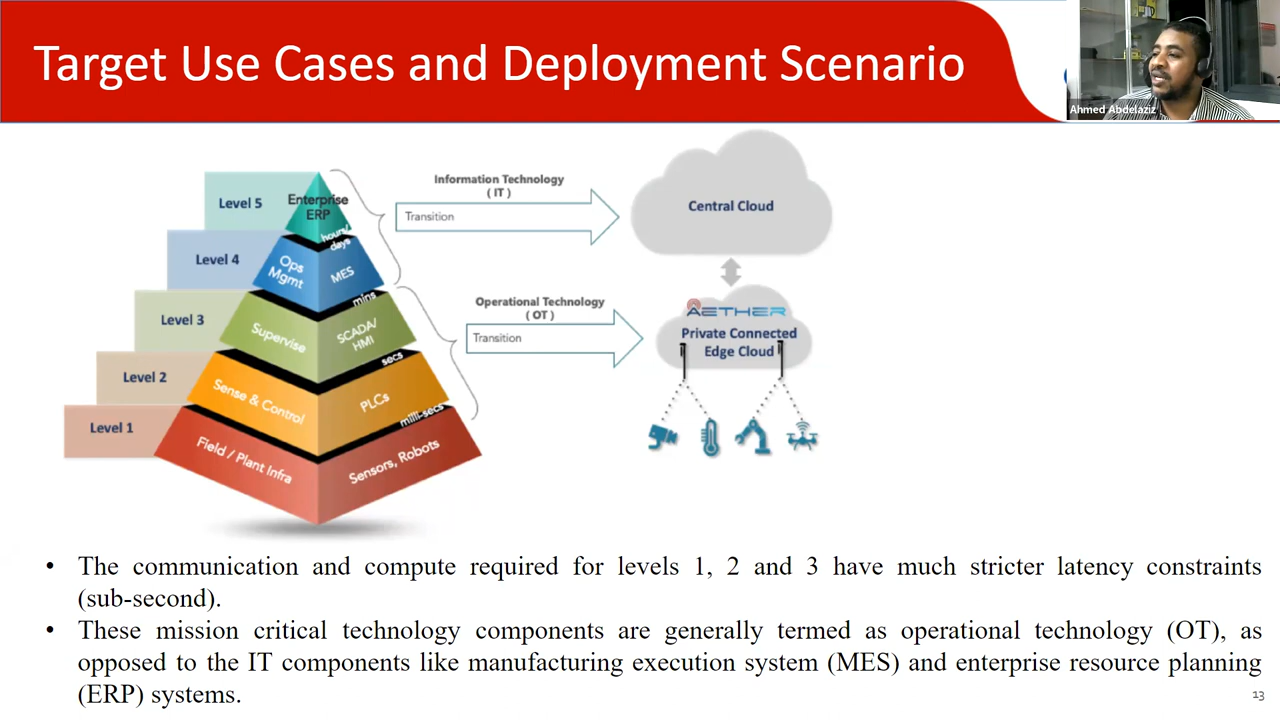 Target Use Cases and Deployment Scenario
Ahmed Abdelaziz
Level 5
Enterprise
ERP
hours/
days
Level 4
Ops
Mgmt
MES
mins
Level 3
Supervise
SCADA/
HMI
secs
Level 2
Sense & Control
PLCs
milli-secs
Level 1
Field / Plant Infra
Sensors, Robots
Information Technology
( IT )
Transition
Operational Technology
( OT )
Transition
Central Cloud
AETHER
Private Connected
Edge Cloud
• The communication and compute required for levels 1, 2 and 3 have much stricter latency constraints
(sub-second).
• These mission critical technology components are generally termed as operational technology (OT), as
opposed to the IT components like manufacturing execution system (MES) and enterprise resource planning
(ERP) systems.
13